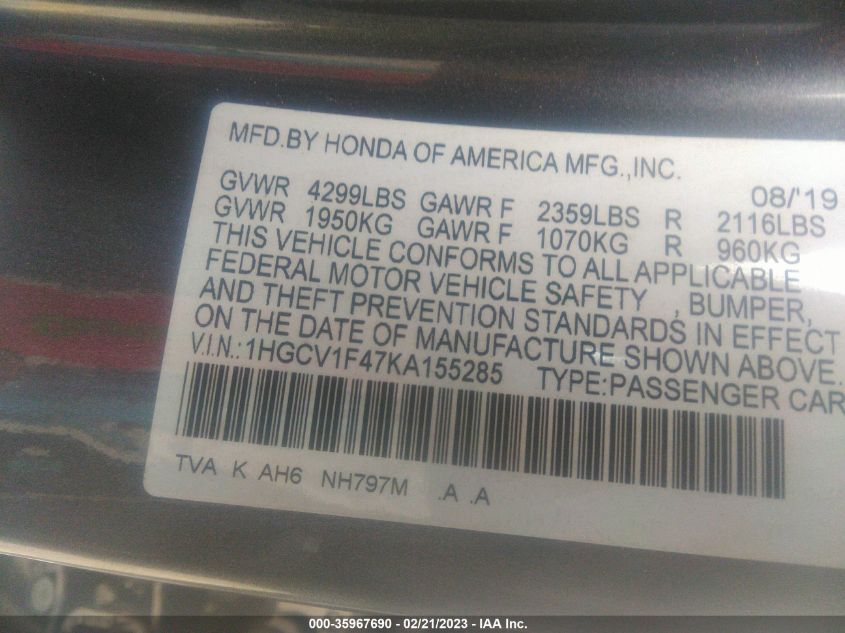 MFD.BY HONDA OF AMERICA MFG.,INC.
08/'19
GVWR 4299LBS GAWR F 2359LBS R 2116LBS
GVWR 1950KG GAWR F 1070KG R 960KG
THIS VEHICLE CONFORMS TO ALL APPLICABLE
FEDERAL MOTOR VEHICLE SAFETY , BUMPER,
AND THEFT PREVENTION STANDARDS IN EFFECT
ON THE DATE OF MANUFACTURE SHOWN ABOVE.
V.I.N.:1HGCV1F47KA155285 TYPE:PASSENGER CAR
TVA K AH6 NH797M .A .A
000-35967690 - 02/21/2023 - IAA Inc.